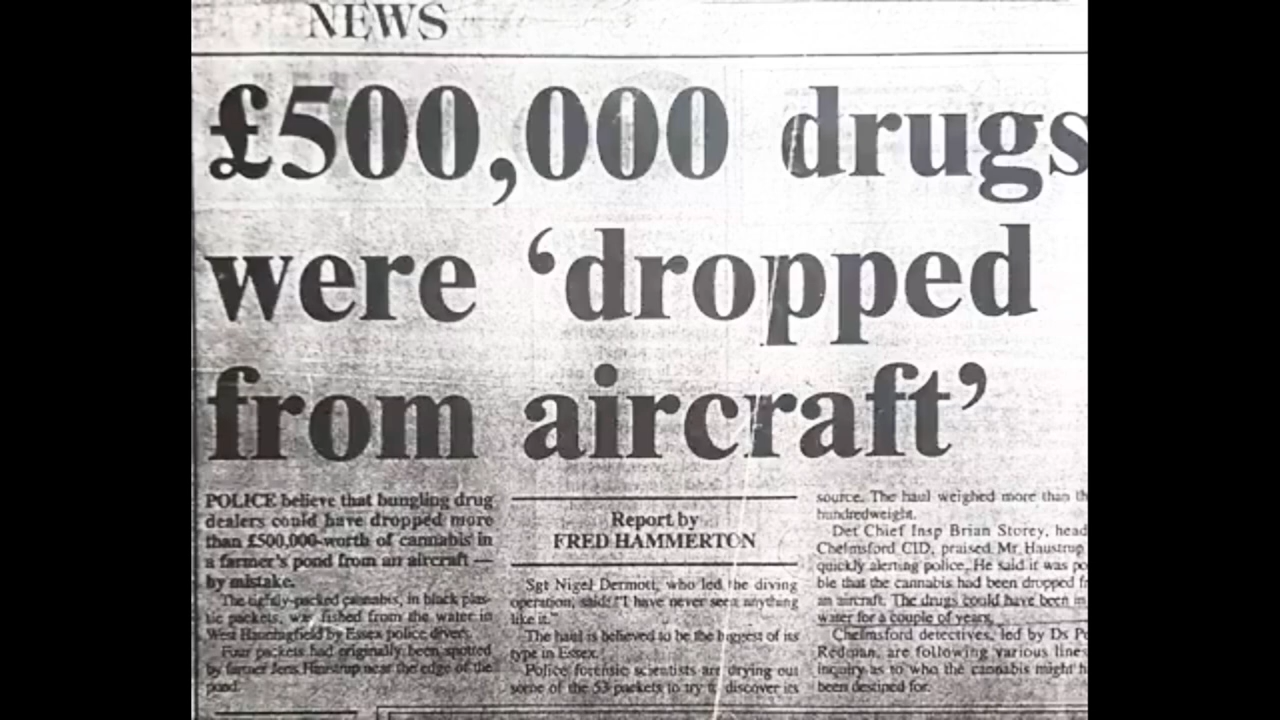 NEWS
£500,000 drugs
were ‘dropped
from aircraft’
POLICE believe that bungling drug
dealers could have dropped more
than £500,000-worth of cannabis in
a farmer's pond from an aircraft —
by mistake.
The tightly-packed cannabis, in black plas-
tic packets, was fished from the water in
West Hanningfield by Essex police divers.
Four packets had originally been spotted
by farmer Jens Haustrup near the edge of the
pond.
Report by
FRED HAMMERTON
Sgt Nigel Dermott, who led the diving
operation, said: "I have never seen anything
like it."
The haul is believed to be the biggest of its
type in Essex.
Police forensic scientists are drying out
some of the 53 packets to try to discover its
source. The haul weighed more than
hundredweight.
Det Chief Insp Brian Storey, head
Chelmsford CID, praised Mr Haustrup
quickly alerting police. He said it was
ble that the cannabis had been dropped
an aircraft. The drugs could have been in
water for a couple of years.
Chelmsford detectives, led by Ds
Redman, are following various lines
inquiry as to who the cannabis might
been destined for.